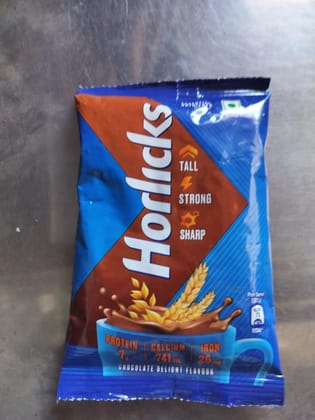 Horlicks
TALL
STRONG
SHARP
PROTEIN | CALCIUM | IRON
CHOCOLATE DELIGHT FLAVOUR